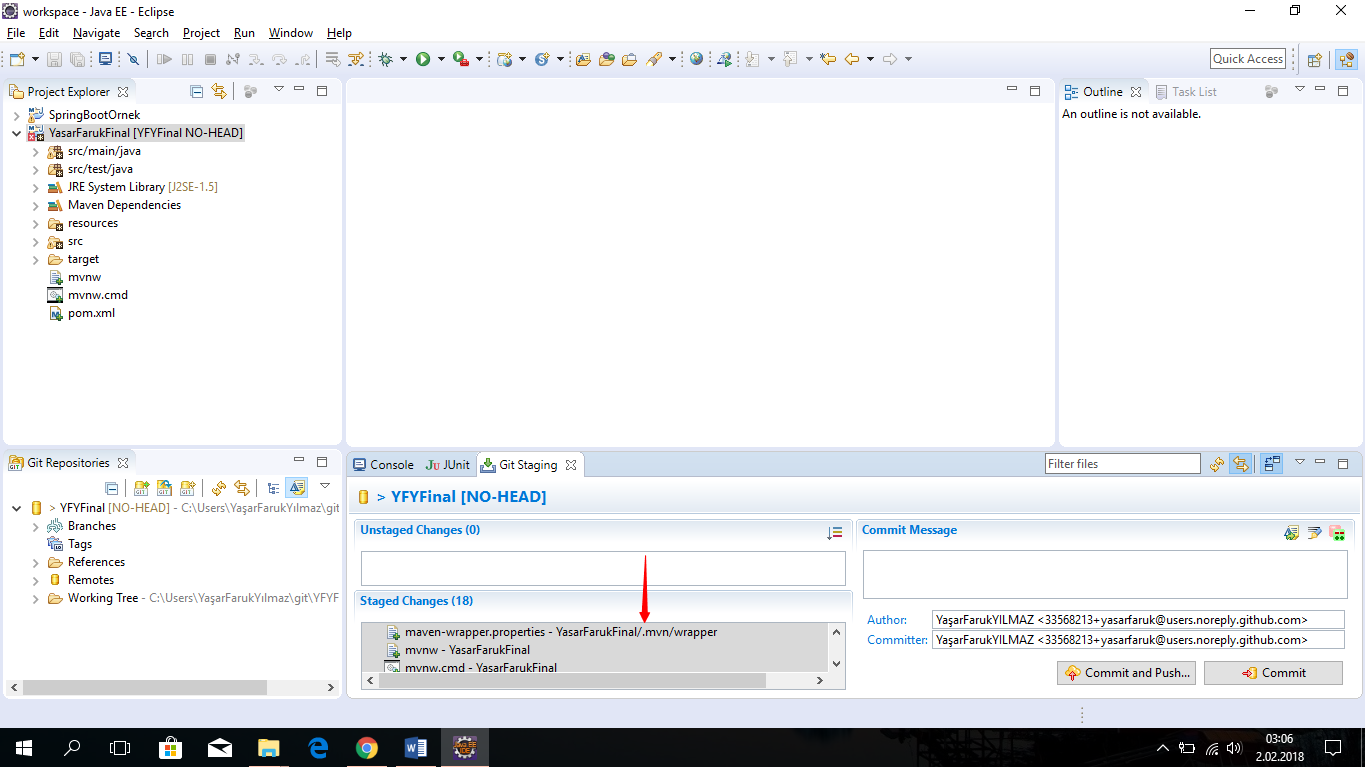 workspace - Java EE - Eclipse
File Edit Navigate Search Project Run Window Help
Quick Access
Project Explorer
SpringBootOrnek
YasarFarukFinal [YFYFinal NO-HEAD]
src/main/java
src/test/java
JRE System Library [J2SE-1.5]
Maven Dependencies
resources
src
target
mvnw
mvnw.cmd
pom.xml
Outline
Task List
An outline is not available.
Git Repositories
> YFYFinal [NO-HEAD] - C:\Users\YaşarFarukYılmaz\git
Branches
Tags
References
Remotes
Working Tree - C:\Users\YaşarFarukYılmaz\git\YFYF
Console
JUnit
Git Staging
Filter files
> YFYFinal [NO-HEAD]
Unstaged Changes (0)
Staged Changes (18)
maven-wrapper.properties - YasarFarukFinal/.mvn/wrapper
mvnw - YasarFarukFinal
mvnw.cmd - YasarFarukFinal
Commit Message
Author: YaşarFarukYILMAZ <33568213+yasarfaruk@users.noreply.github.com>
Committer: YaşarFarukYILMAZ <33568213+yasarfaruk@users.noreply.github.com>
Commit and Push...
Commit
03:06
2.02.2018